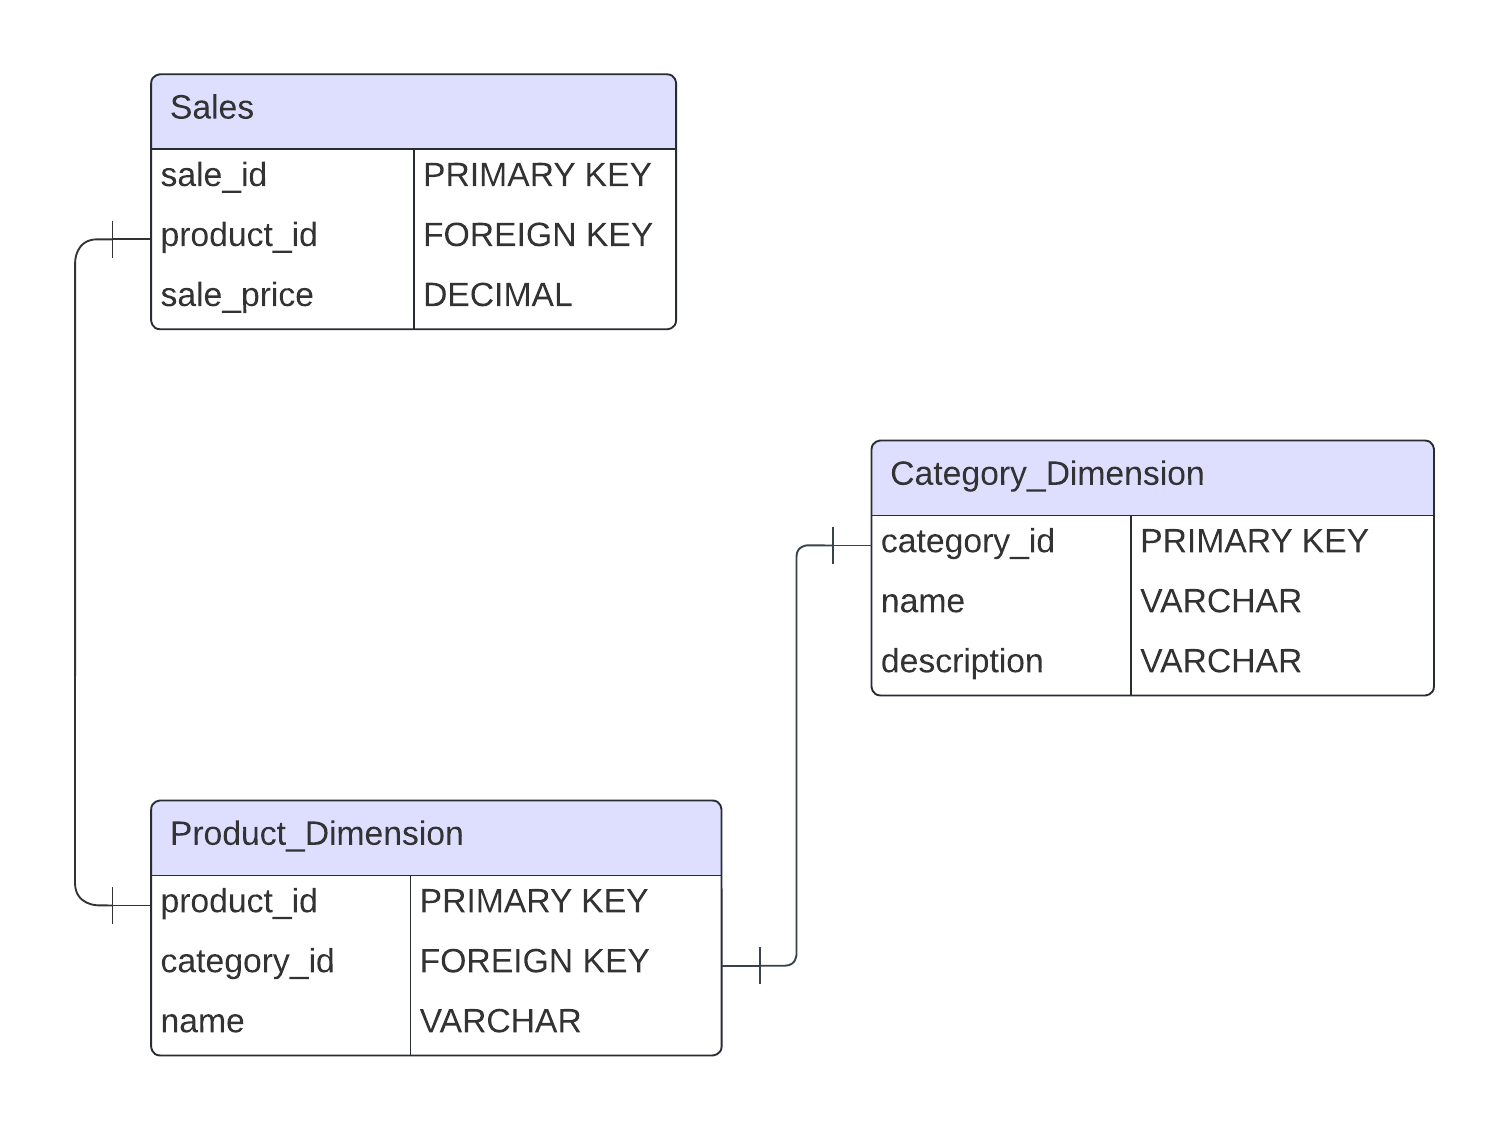 Sales
sale_id PRIMARY KEY
product_id FOREIGN KEY
sale_price DECIMAL
Category_Dimension
category_id PRIMARY KEY
name VARCHAR
description VARCHAR
Product_Dimension
product_id PRIMARY KEY
category_id FOREIGN KEY
name VARCHAR